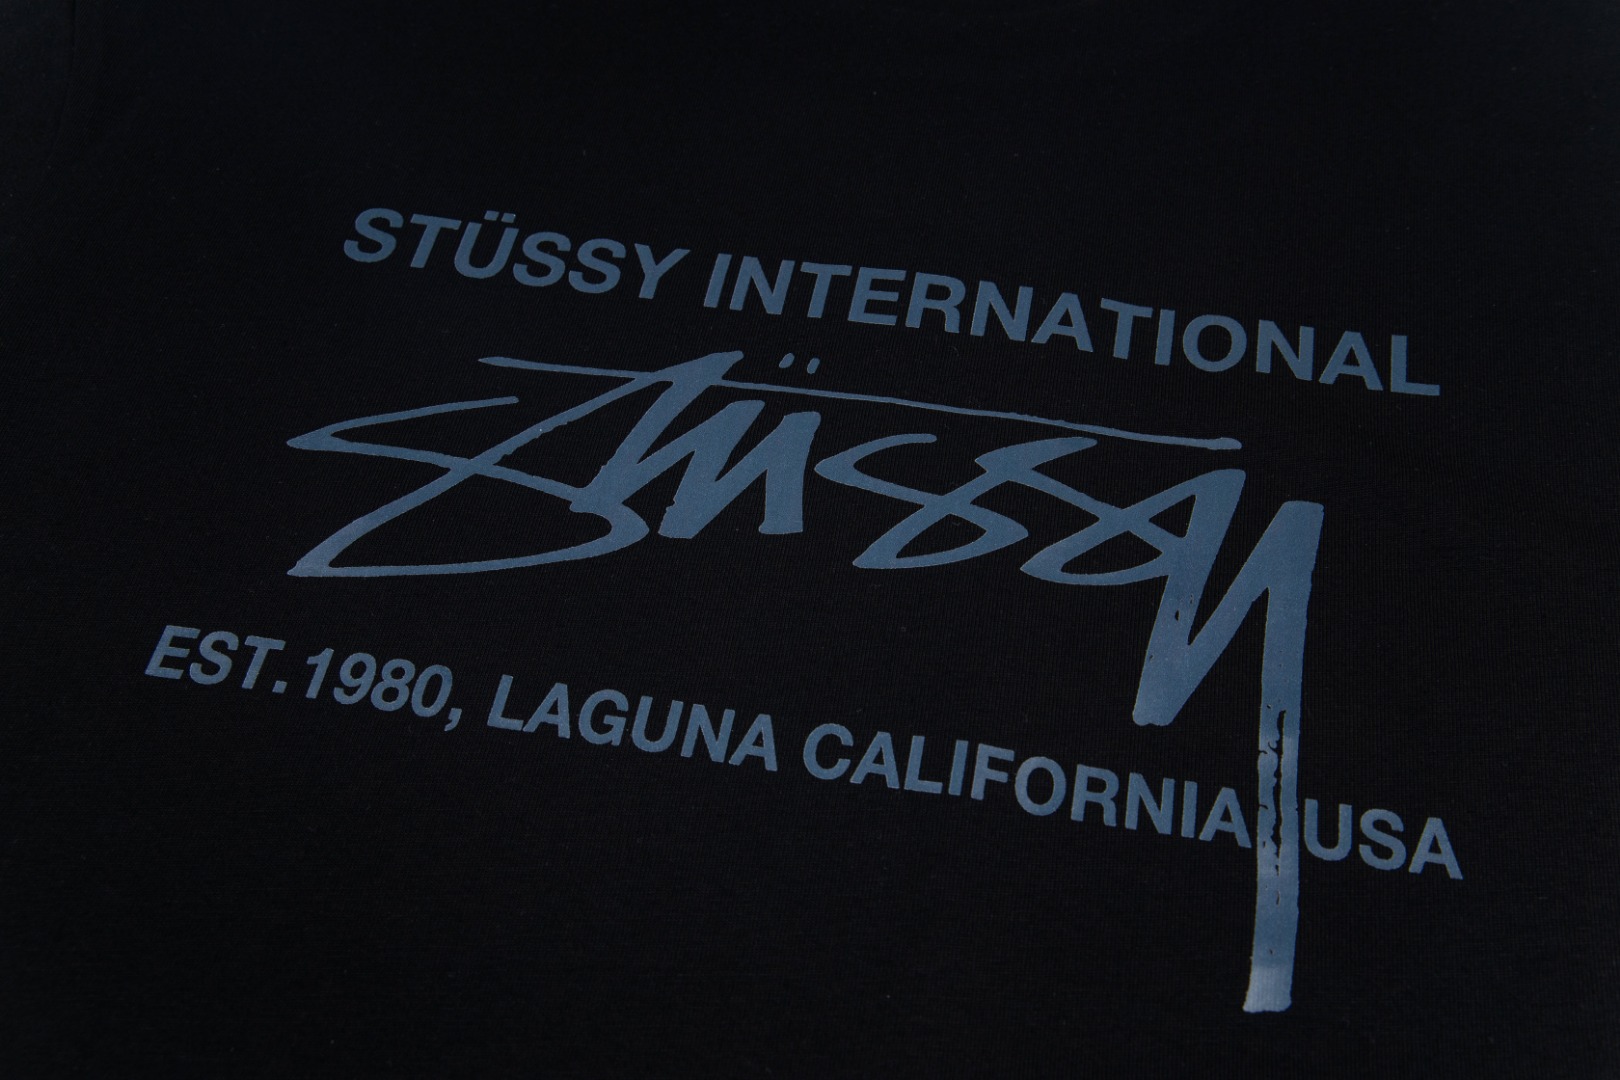 STÜSSY INTERNATIONAL
Stüssy
EST.1980, LAGUNA CALIFORNIA USA